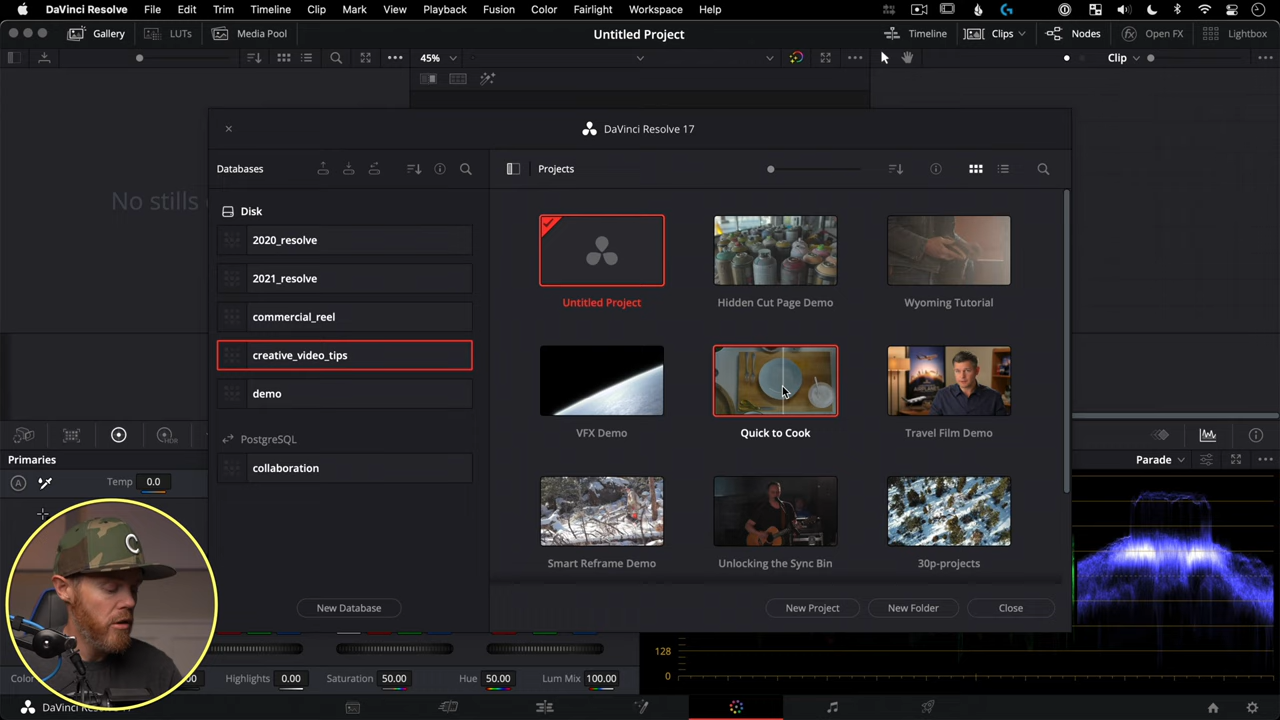 DaVinci Resolve File Edit Trim Timeline Clip Mark View Playback Fusion Color Fairlight Workspace Help
Gallery LUTs Media Pool Untitled Project Timeline Clips Nodes Open FX Lightbox
45% Clip
No stills
DaVinci Resolve 17
Databases Projects
Disk
2020_resolve
2021_resolve
commercial_reel
creative_video_tips
demo
PostgreSQL
collaboration
Untitled Project Hidden Cut Page Demo Wyoming Tutorial
VFX Demo Quick to Cook Travel Film Demo
Smart Reframe Demo Unlocking the Sync Bin 30p-projects
New Database New Project New Folder Close
Primaries Parade
A Temp 0.0
128
0
Highlights 0.00 Saturation 50.00 Hue 50.00 Lum Mix 100.00